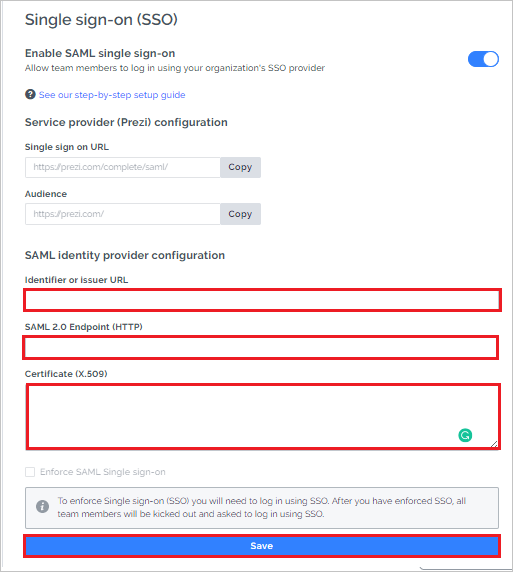 Single sign-on (SSO)
Enable SAML single sign-on
Allow team members to log in using your organization's SSO provider
? See our step-by-step setup guide
Service provider (Prezi) configuration
Single sign on URL
https://prezi.com/complete/saml/ Copy
Audience
https://prezi.com/ Copy
SAML identity provider configuration
Identifier or issuer URL
SAML 2.0 Endpoint (HTTP)
Certificate (X.509)
Enforce SAML Single sign-on
To enforce Single sign-on (SSO) you will need to log in using SSO. After you have enforced SSO, all
team members will be kicked out and asked to log in using SSO.
Save